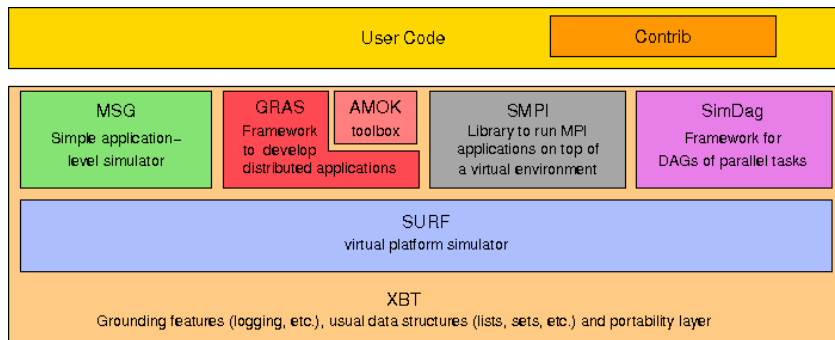 User Code
Contrib
MSG
Simple application-
level simulator
GRAS
Framework
to develop
distributed applications
AMOK
toolbox
SMPI
Library to run MPI
applications on top of
a virtual environment
SimDag
Framework for
DAGs of parallel tasks
SURF
virtual platform simulator
XBT
Grounding features (logging, etc.), usual data structures (lists, sets, etc.) and portability layer